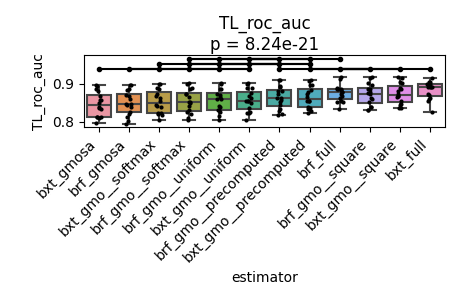 TL_roc_auc
p = 8.24e-21
TL_roc_auc
0.9
0.8
bxt_gmosa
brf_gmosa
bxt_gmo__softmax
brf_gmo__softmax
brf_gmo__uniform
bxt_gmo__uniform
brf_gmo__precomputed
bxt_gmo__precomputed
brf_full
brf_gmo__square
bxt_gmo__square
bxt_full
estimator